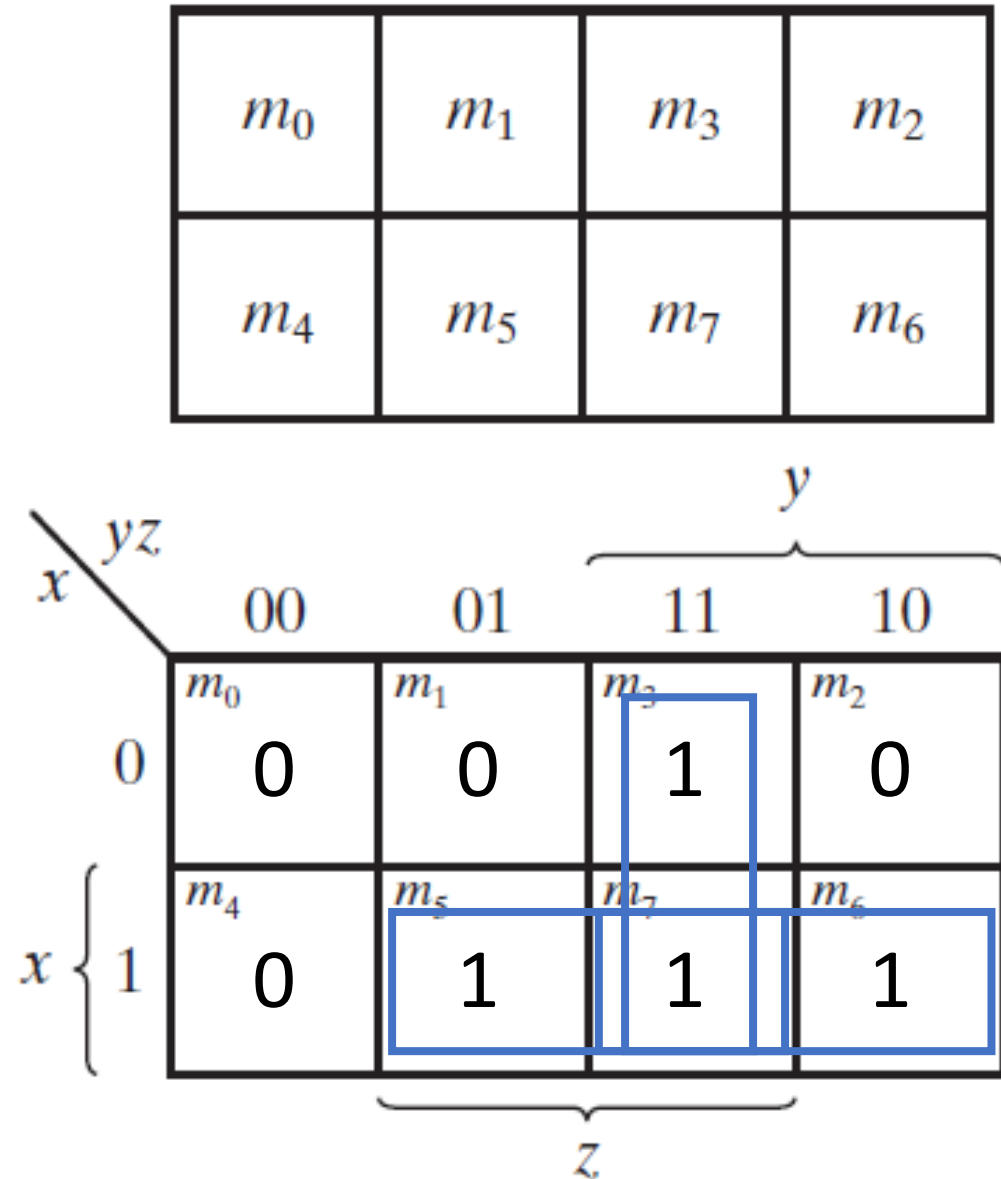 m₀ m₁ m₃ m₂
m₄ m₅ m₇ m₆
y
yz
x
00 01 11 10
m₀ m₁ m₃ m₂
0 0 0 1 0
m₄ m₅ m₇ m₆
x 1 0 1 1 1
z